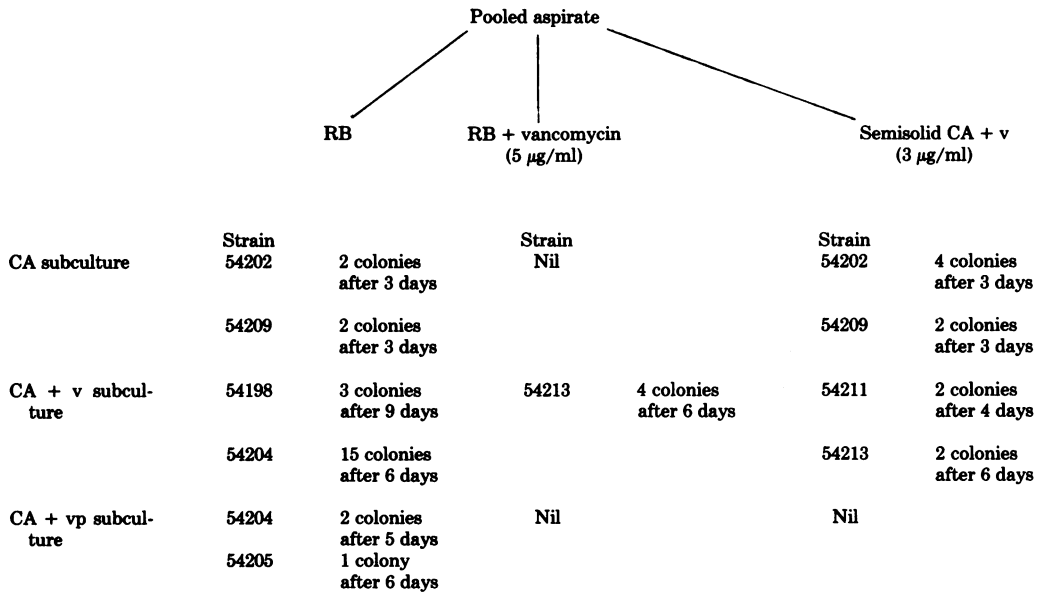 Pooled aspirate
RB RB + vancomycin Semisolid CA + v
(5 μg/ml) (3 μg/ml)
Strain Strain Strain
CA subculture 54202 2 colonies Nil 54202 4 colonies
after 3 days after 3 days
54209 2 colonies 54209 2 colonies
after 3 days after 3 days
CA + v subcul- 54198 3 colonies 54213 4 colonies 54211 2 colonies
ture after 9 days after 6 days after 4 days
54204 15 colonies 54213 2 colonies
after 6 days after 6 days
CA + vp subcul- 54204 2 colonies Nil Nil
ture after 5 days
54205 1 colony
after 6 days